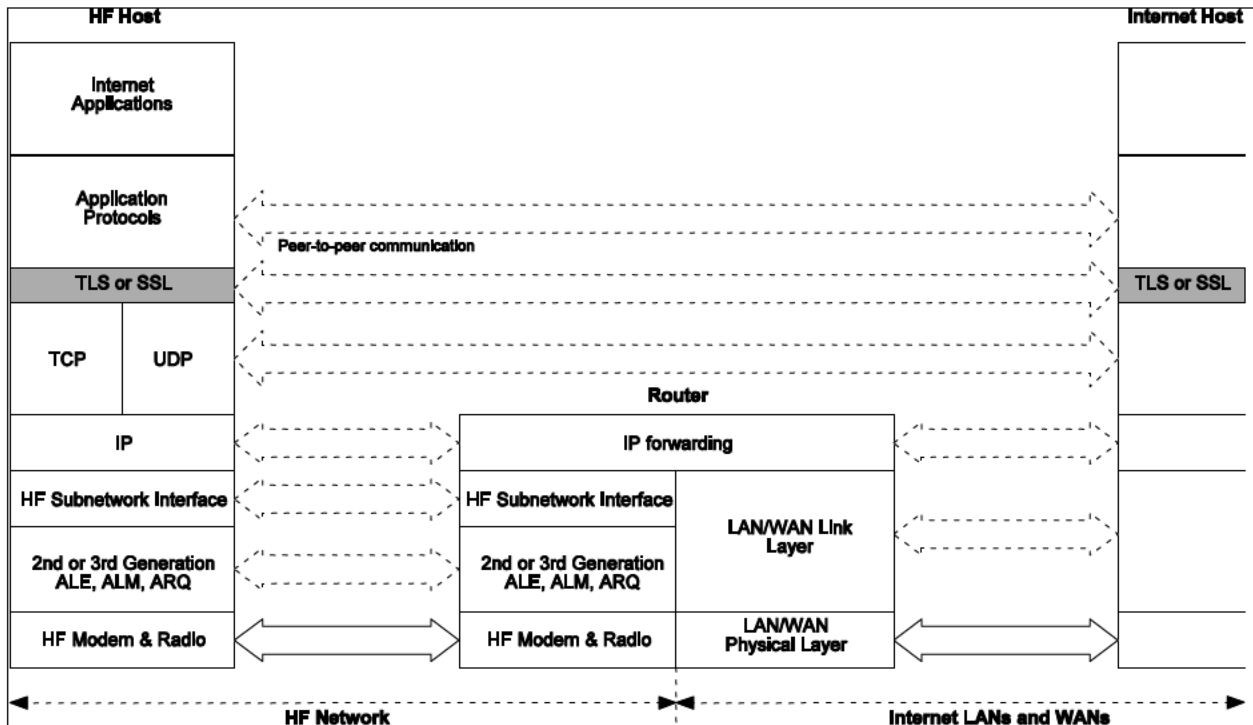 HF Host
Internet Host
Internet
Applications
Application
Protocols
Peer-to-peer communication
TLS or SSL
TLS or SSL
TCP
UDP
Router
IP
IP forwarding
HF Subnetwork Interface
HF Subnetwork Interface
LAN/WAN Link
Layer
2nd or 3rd Generation
ALE, ALM, ARQ
2nd or 3rd Generation
ALE, ALM, ARQ
HF Modem & Radio
HF Modem & Radio
LAN/WAN
Physical Layer
HF Network
Internet LANs and WANs